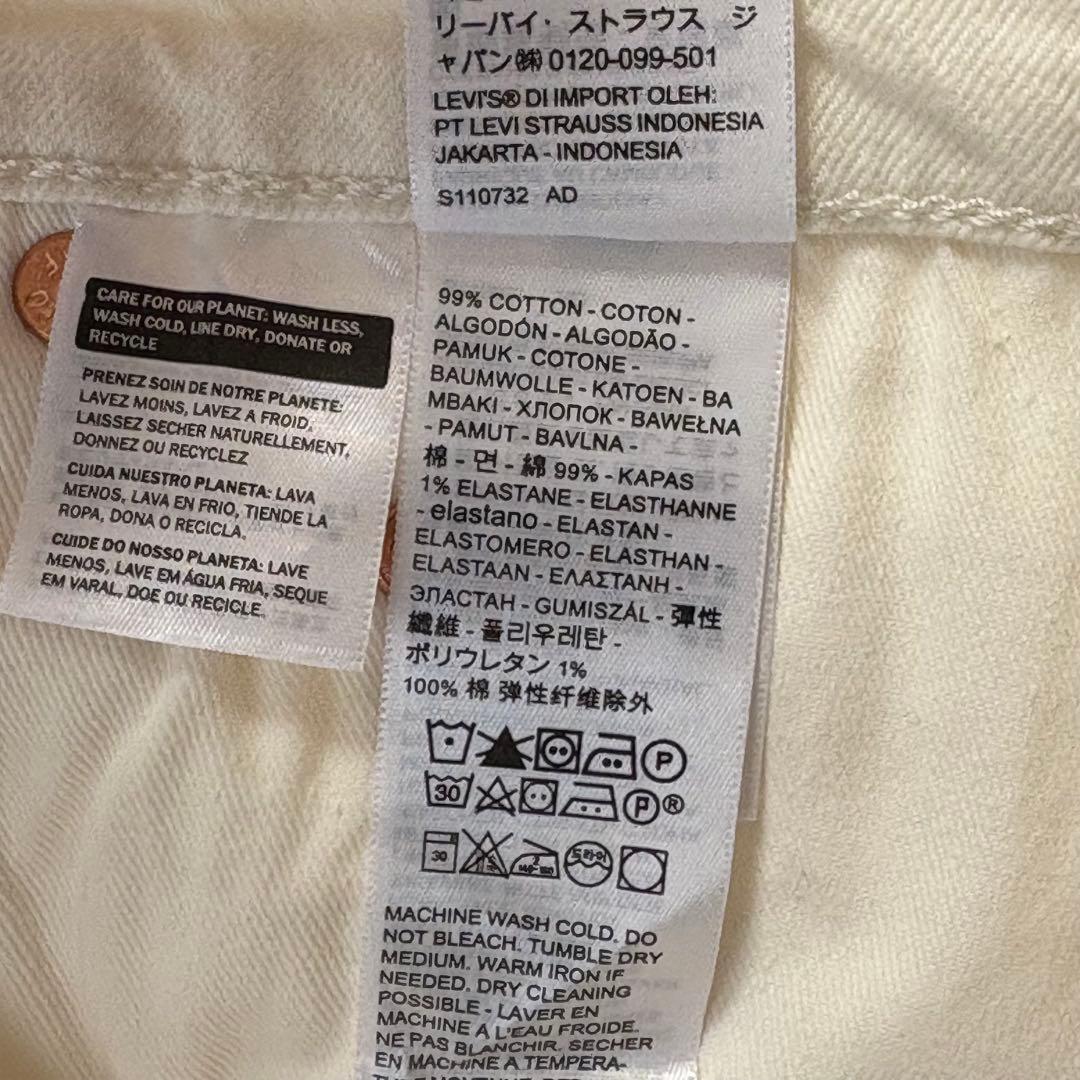 リーバイ・ストラウス ジ
ャパン㈱ 0120-099-501
LEVI'S® DI IMPORT OLEH:
PT LEVI STRAUSS INDONESIA
JAKARTA - INDONESIA
S110732 AD
CARE FOR OUR PLANET: WASH LESS,
WASH COLD, LINE DRY, DONATE OR
RECYCLE
PRENEZ SOIN DE NOTRE PLANETE:
LAVEZ MOINS, LAVEZ A FROID,
LAISSEZ SECHER NATURELLEMENT,
DONNEZ OU RECYCLEZ
CUIDA NUESTRO PLANETA: LAVA
MENOS, LAVA EN FRIO, TIENDE LA
ROPA, DONA O RECICLA.
CUIDE DO NOSSO PLANETA: LAVE
MENOS, LAVE EM ÁGUA FRIA, SEQUE
EM VARAL, DOE OU RECICLE.
99% COTTON - COTON -
ALGODÓN - ALGODÃO -
PAMUK - COTONE -
BAUMWOLLE - KATOEN - BA
MBAKI - ХЛОПОК - BAWEŁNA
- PAMUT - BAVLNA -
棉 - 면 - 綿 99% - KAPAS
1% ELASTANE - ELASTHANNE
- elastano - ELASTAN -
ELASTOMERO - ELASTHAN -
ELASTAAN - ΕΛΑΣΤΑΝΗ -
ЭЛАСТАН - GUMISZÁL - 彈性
纖維 - 폴리우레탄 -
ポリウレタン 1%
100% 棉 弹性纤维除外
P
30 P®
30 드라이
MACHINE WASH COLD. DO
NOT BLEACH. TUMBLE DRY
MEDIUM. WARM IRON IF
NEEDED. DRY CLEANING
POSSIBLE - LAVER EN
MACHINE A L'EAU FROIDE.
NE PAS BLANCHIR. SECHER
EN MACHINE A TEMPERA-